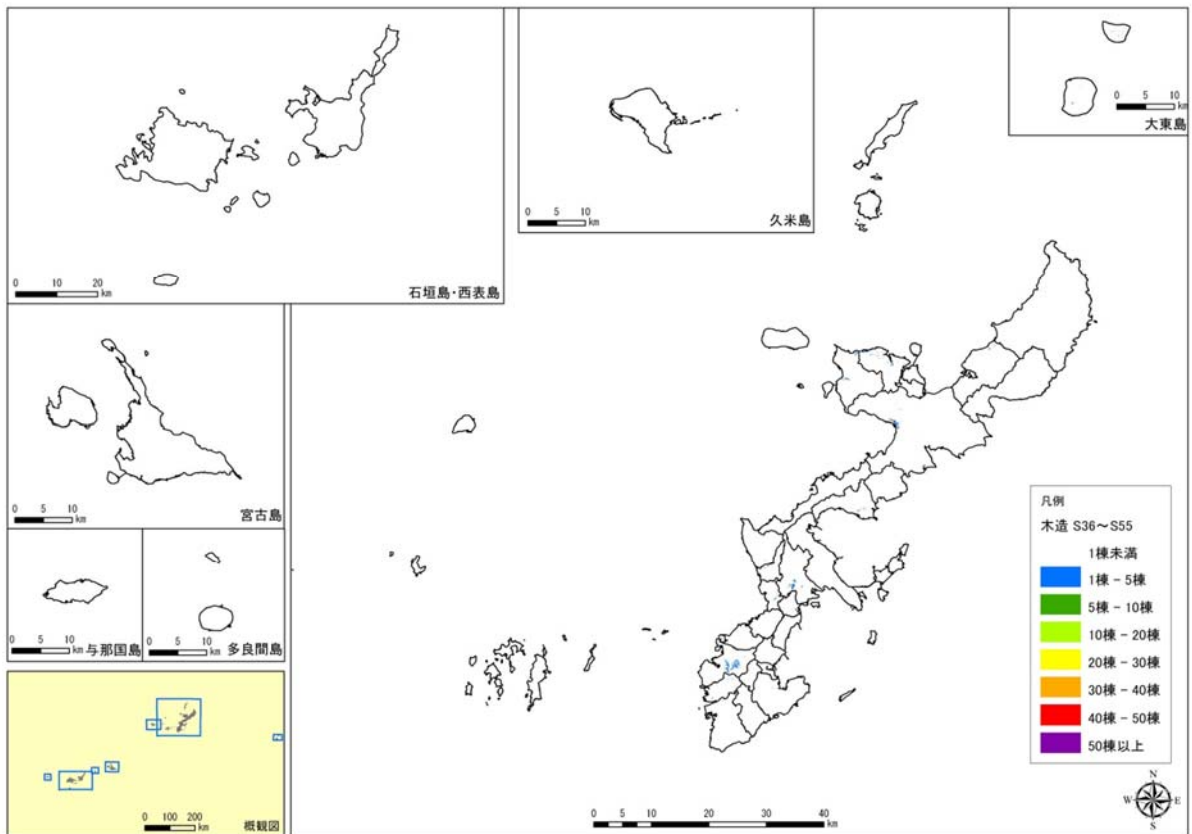 0 10 20
km
石垣島・西表島
0 5 10
km
久米島
0 5 10
km
大東島
0 5 10
km
宮古島
0 5 10
km
与那国島
0 5 10
km
多良間島
0 100 200
km
概観図
凡例
木造 S36~S55
1棟未満
1棟 - 5棟
5棟 - 10棟
10棟 - 20棟
20棟 - 30棟
30棟 - 40棟
40棟 - 50棟
50棟以上
N
W E
S
0 5 10 20 30 40
km